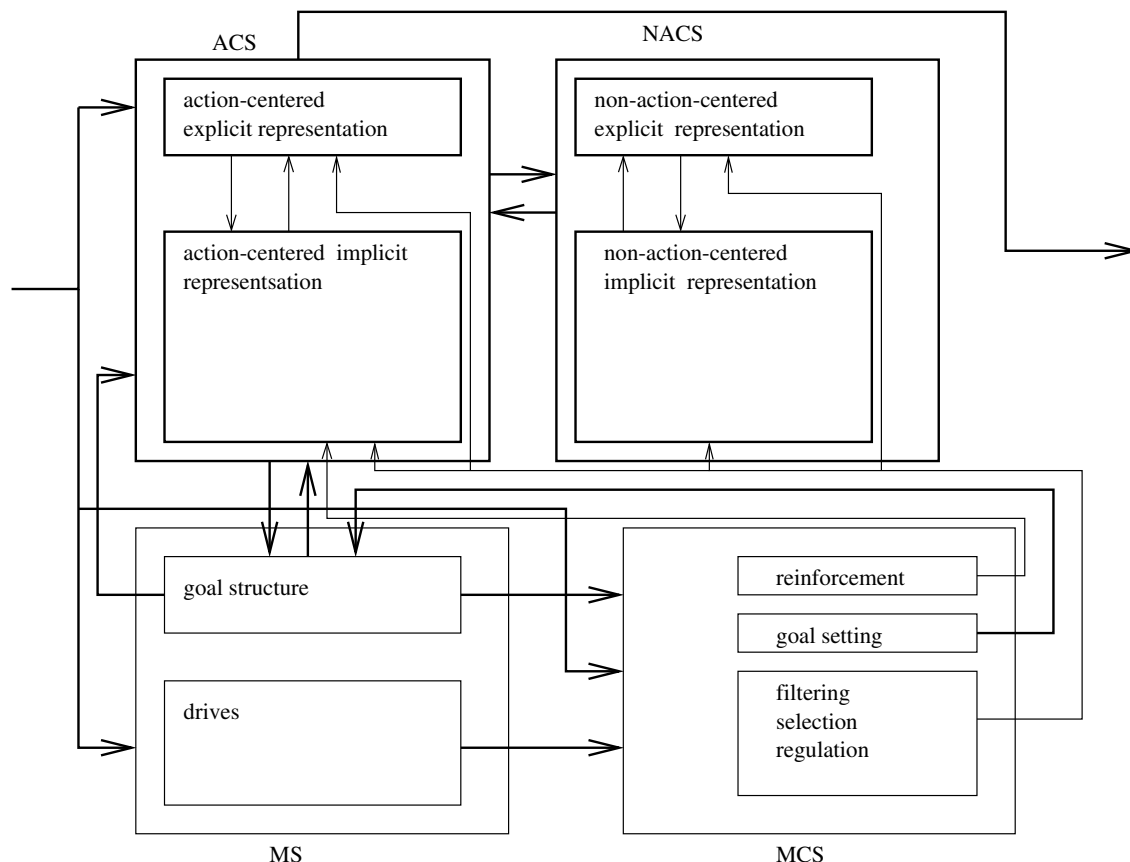 ACS
NACS
action-centered
explicit representation
non-action-centered
explicit representation
action-centered implicit
representsation
non-action-centered
implicit representation
goal structure
drives
reinforcement
goal setting
filtering
selection
regulation
MS
MCS